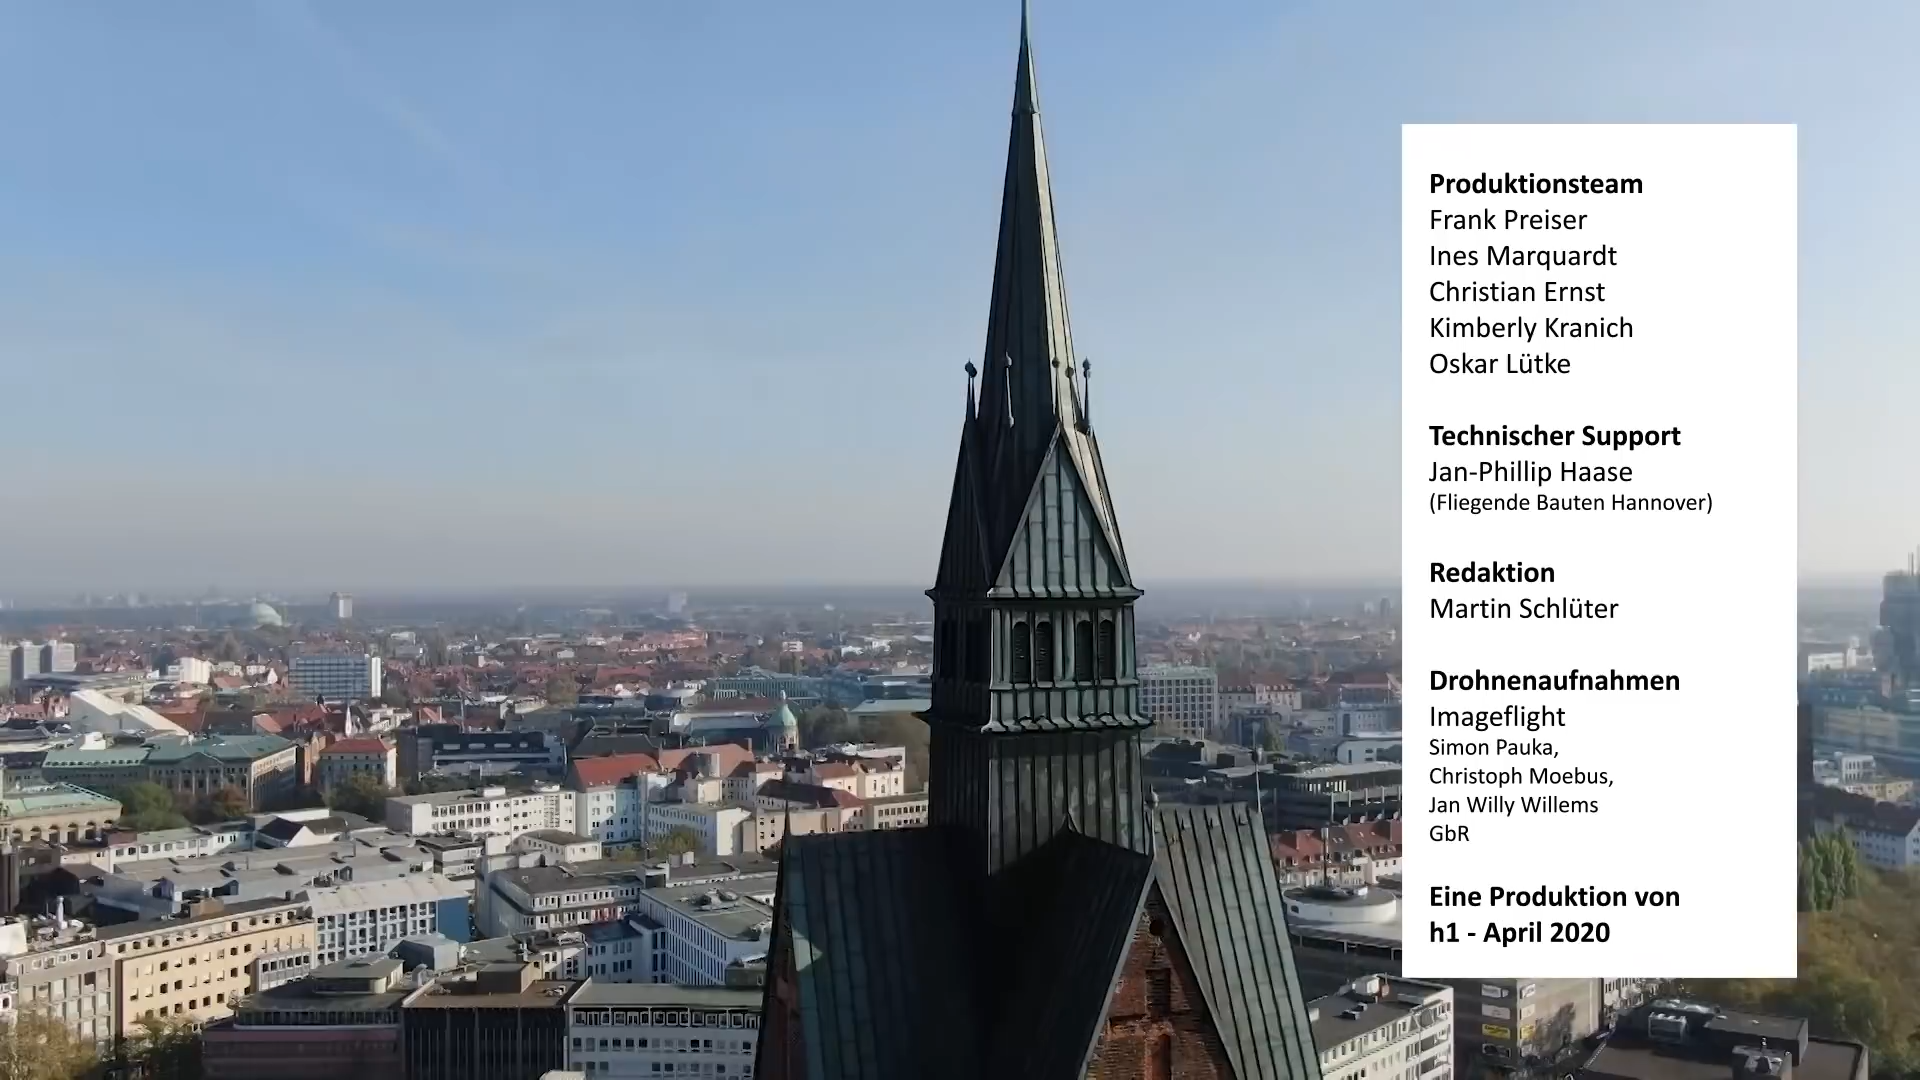 Produktionsteam
Frank Preiser
Ines Marquardt
Christian Ernst
Kimberly Kranich
Oskar Lütke
Technischer Support
Jan-Phillip Haase
(Fliegende Bauten Hannover)
Redaktion
Martin Schlüter
Drohnenaufnahmen
Imageflight
Simon Pauka,
Christoph Moebus,
Jan Willy Willems
GbR
Eine Produktion von
h1 - April 2020